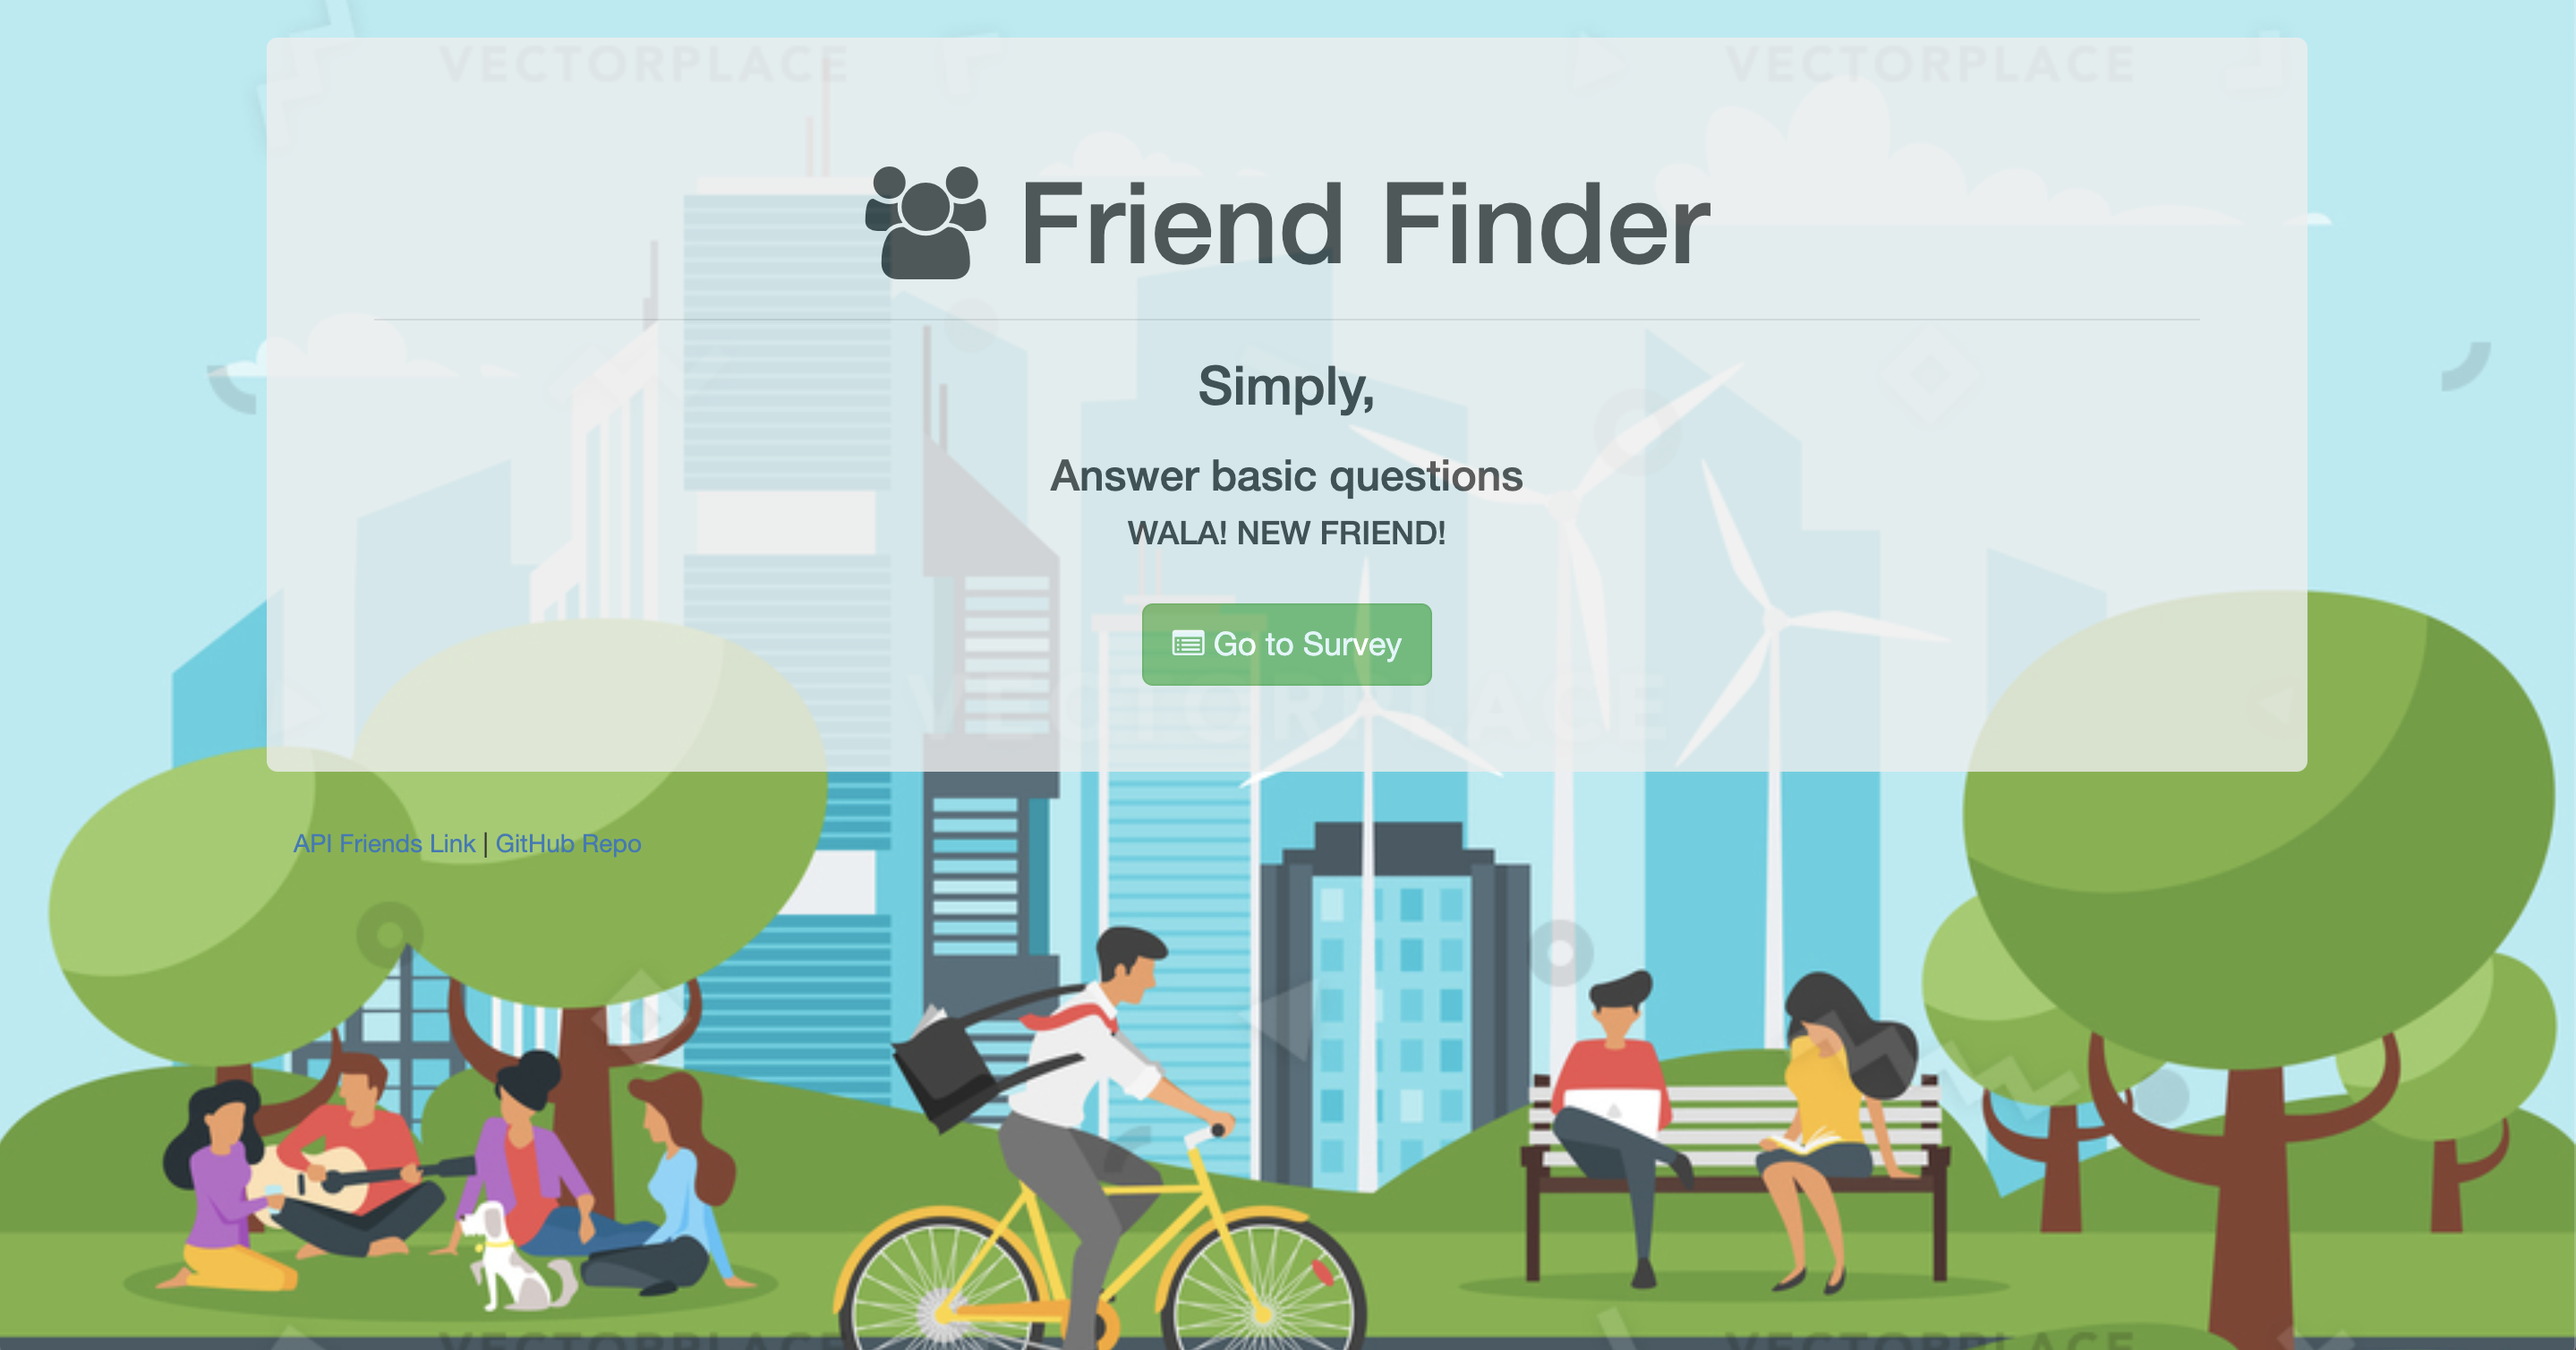 VECTORPLACE VECTORPLACE
Friend Finder
Simply,
Answer basic questions
WALA! NEW FRIEND!
Go to Survey
VECTORPLACE
API Friends Link | GitHub Repo
VECTORPLACE VECTORPLACE